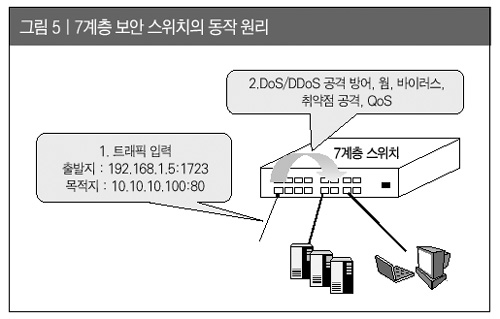 그림 5 | 7계층 보안 스위치의 동작 원리
2.DoS/DDoS 공격 방어, 웜, 바이러스,
취약점 공격, QoS
1. 트래픽 입력
출발지 : 192.168.1.5:1723
목적지 : 10.10.10.100:80
7계층 스위치